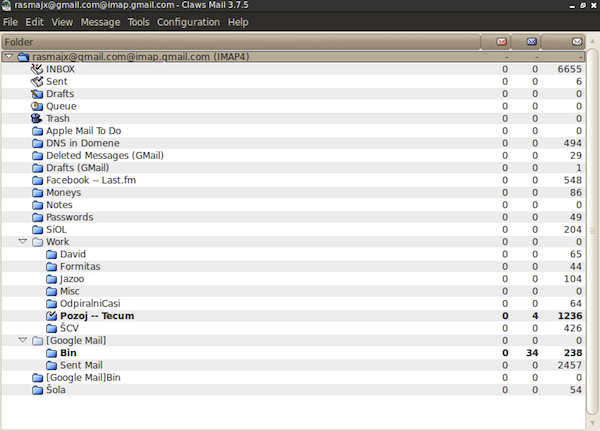 rasmajx@gmail.com@imap.gmail.com - Claws Mail 3.7.5
File Edit View Message Tools Configuration Help
Folder
rasmajx@gmail.com@imap.gmail.com (IMAP4) - - -
INBOX 0 0 6655
Sent 0 0 6
Drafts 0 0 0
Queue 0 0 0
Trash 0 0 0
Apple Mail To Do 0 0 0
DNS in Domene 0 0 494
Deleted Messages (GMail) 0 0 29
Drafts (GMail) 0 0 1
Facebook -- Last.fm 0 0 548
Moneys 0 0 86
Notes 0 0 0
Passwords 0 0 49
SiOL 0 0 204
Work 0 0 0
David 0 0 65
Formitas 0 0 44
Jazoo 0 0 104
Misc 0 0 0
OdpiralniCasi 0 0 64
Pozoj -- Tecum 0 4 1236
ŠCV 0 0 426
[Google Mail] 0 0 0
Bin 0 34 238
Sent Mail 0 0 2457
[Google Mail]Bin 0 0 0
Šola 0 0 54